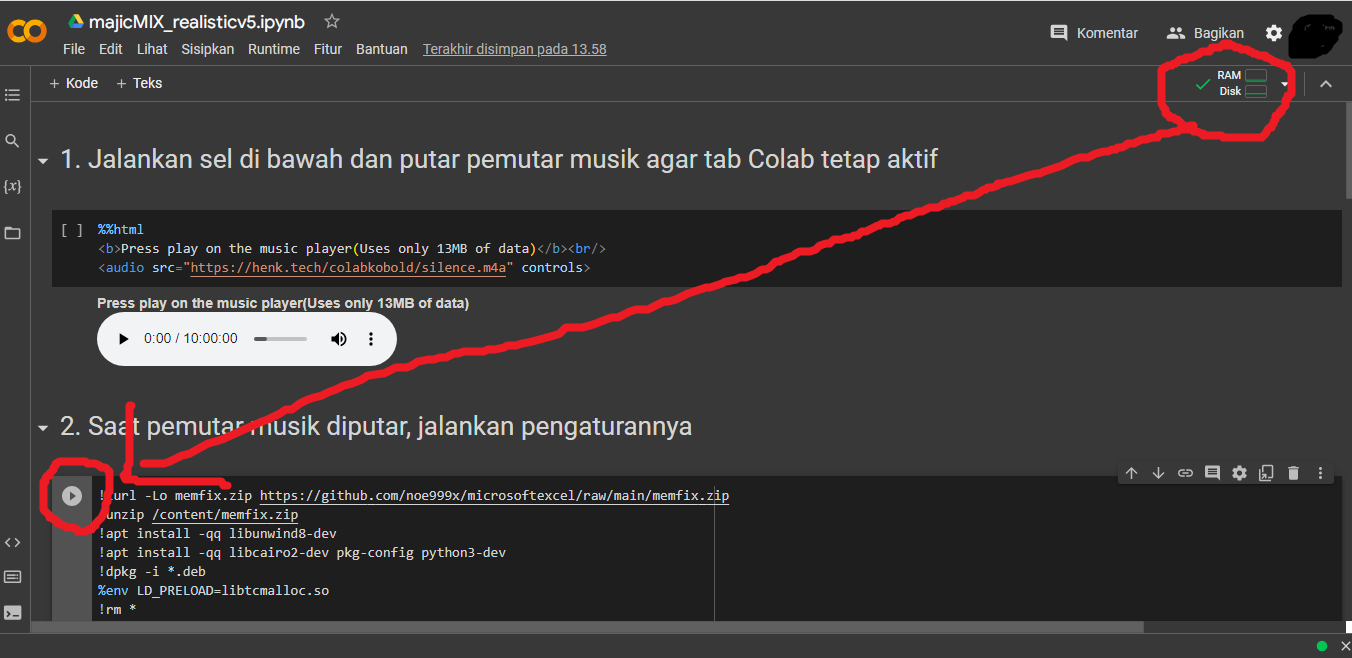 majicMIX_realisticv5.ipynb
File Edit Lihat Sisipkan Runtime Fitur Bantuan Terakhir disimpan pada 13.58
Komentar Bagikan
+ Kode + Teks
RAM
Disk
1. Jalankan sel di bawah dan putar pemutar musik agar tab Colab tetap aktif
[ ] %%html
<b>Press play on the music player(Uses only 13MB of data)</b><br/>
<audio src="https://henk.tech/colabkobold/silence.m4a" controls>
Press play on the music player(Uses only 13MB of data)
0:00 / 10:00:00
2. Saat pemutar musik diputar, jalankan pengaturannya
!curl -Lo memfix.zip https://github.com/noe999x/microsoftexcel/raw/main/memfix.zip
!unzip /content/memfix.zip
!apt install -qq libunwind8-dev
!apt install -qq libcairo2-dev pkg-config python3-dev
!dpkg -i *.deb
%env LD_PRELOAD=libtcmalloc.so
!rm *